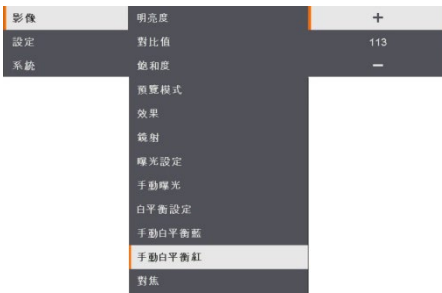 影像
設定
系統
明亮度
對比值
飽和度
預覽模式
效果
鏡射
曝光設定
手動曝光
白平衡設定
手動白平衡藍
手動白平衡紅
對焦
+
113
−